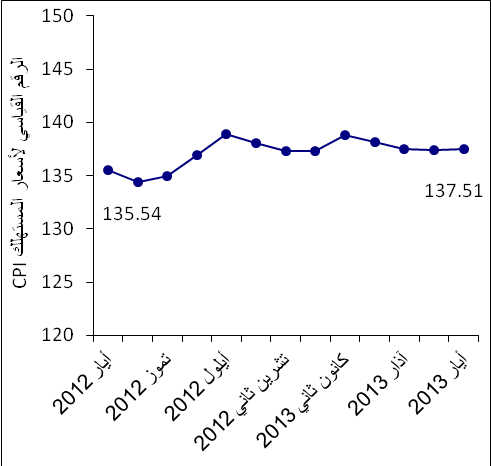 الرقم القياسي لأسعار المستهلك CPI
150
145
140
135
130
125
120
135.54
137.51
أيار 2012
تموز 2012
أيلول 2012
تشرين ثاني 2012
كانون ثاني 2013
آذار 2013
أيار 2013